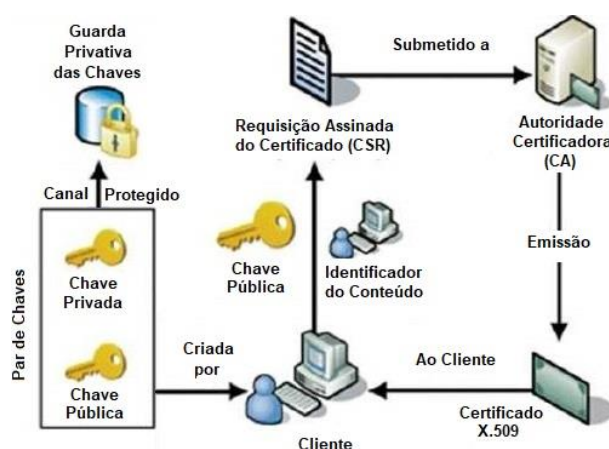 Guarda
Privativa
das Chaves
Submetido a
Requisição Assinada
do Certificado (CSR)
Autoridade
Certificadora
(CA)
Canal Protegido
Par de Chaves
Chave
Privada
Chave
Pública
Criada
por
Chave
Pública
Identificador
do Conteúdo
Emissão
Ao Cliente
Cliente
Certificado
X.509